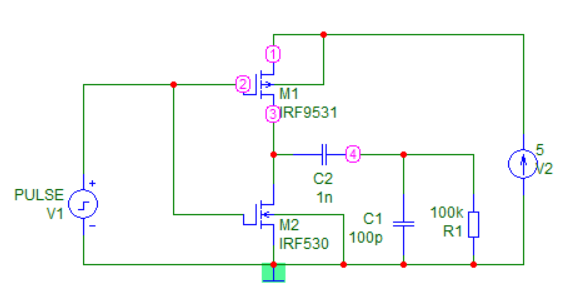 1
2
M1
IRF9531
3
4
5
V2
C2
1n
PULSE
V1
+
−
M2
IRF530
C1
100p
100k
R1